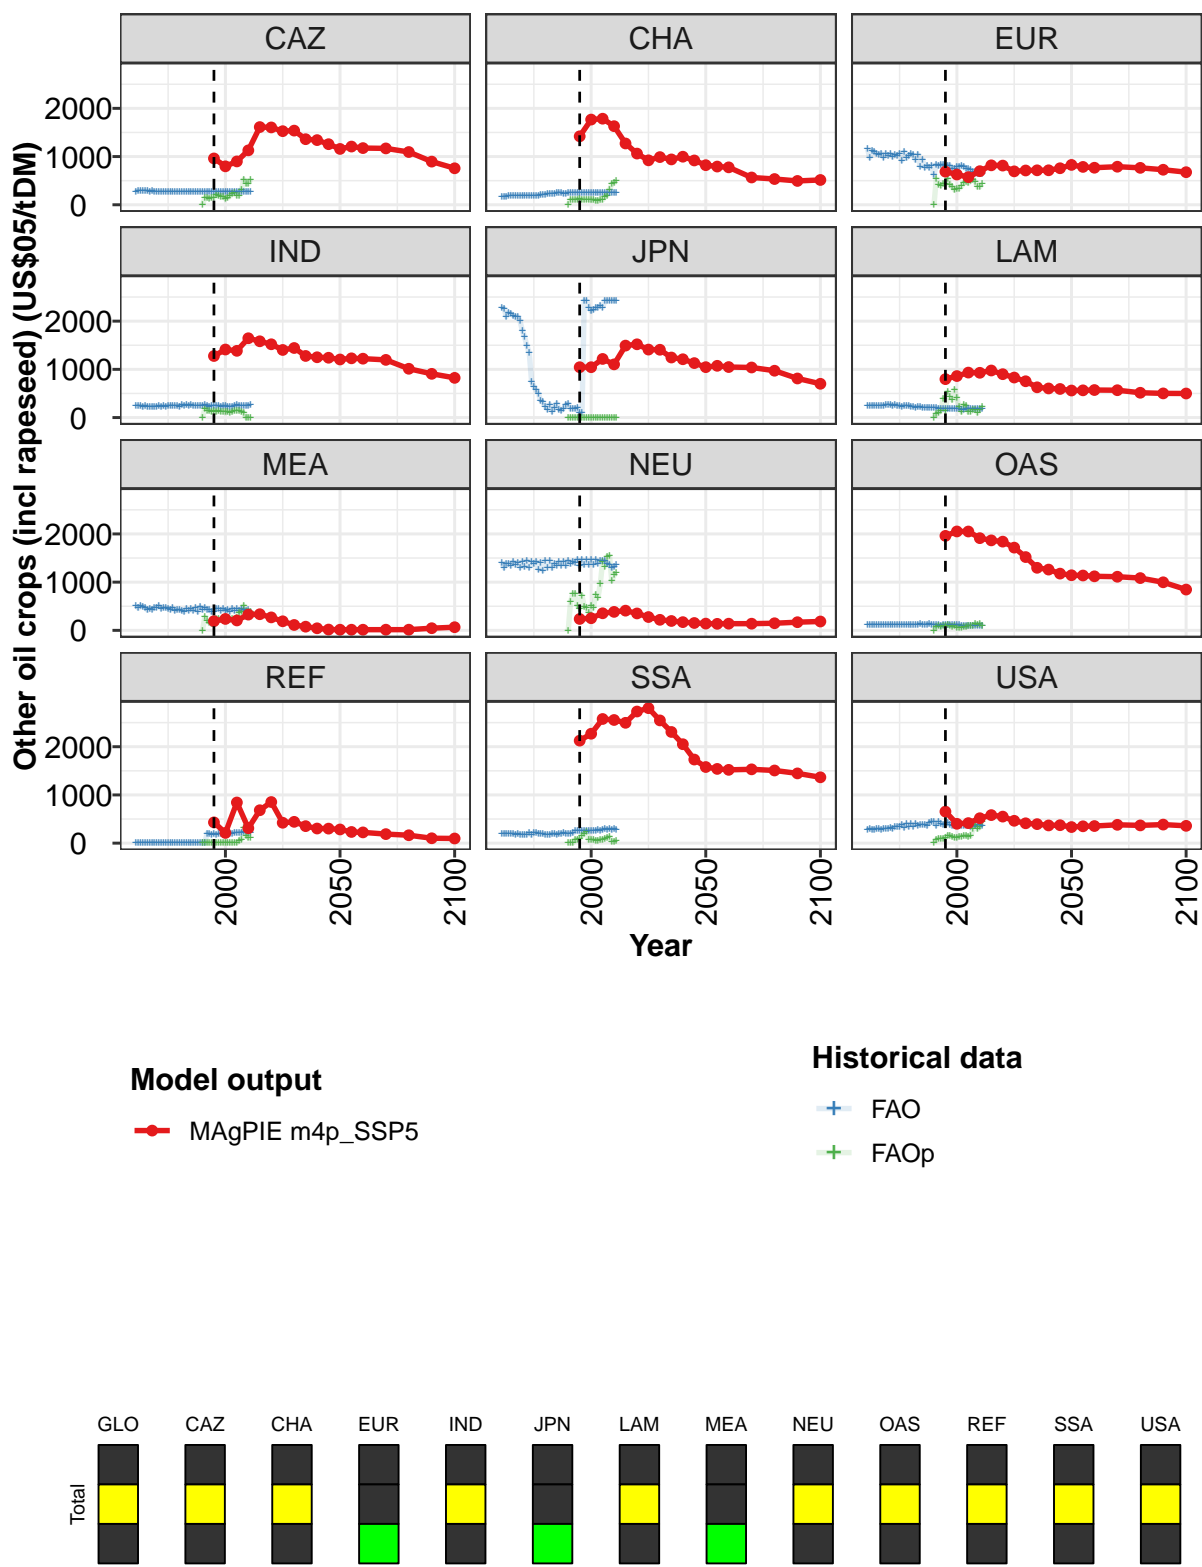 CAZ CHA EUR
2000
1000
0
IND JPN LAM
2000
1000
0
MEA NEU OAS
2000
1000
0
REF SSA USA
2000
1000
0
Other oil crops (incl rapeseed) (US$05/tDM)
2000 2050 2100 2000 2050 2100 2000 2050 2100
Year
Model output
MAgPIE m4p_SSP5
Historical data
FAO
FAOp
GLO CAZ CHA EUR IND JPN LAM MEA NEU OAS REF SSA USA
Total